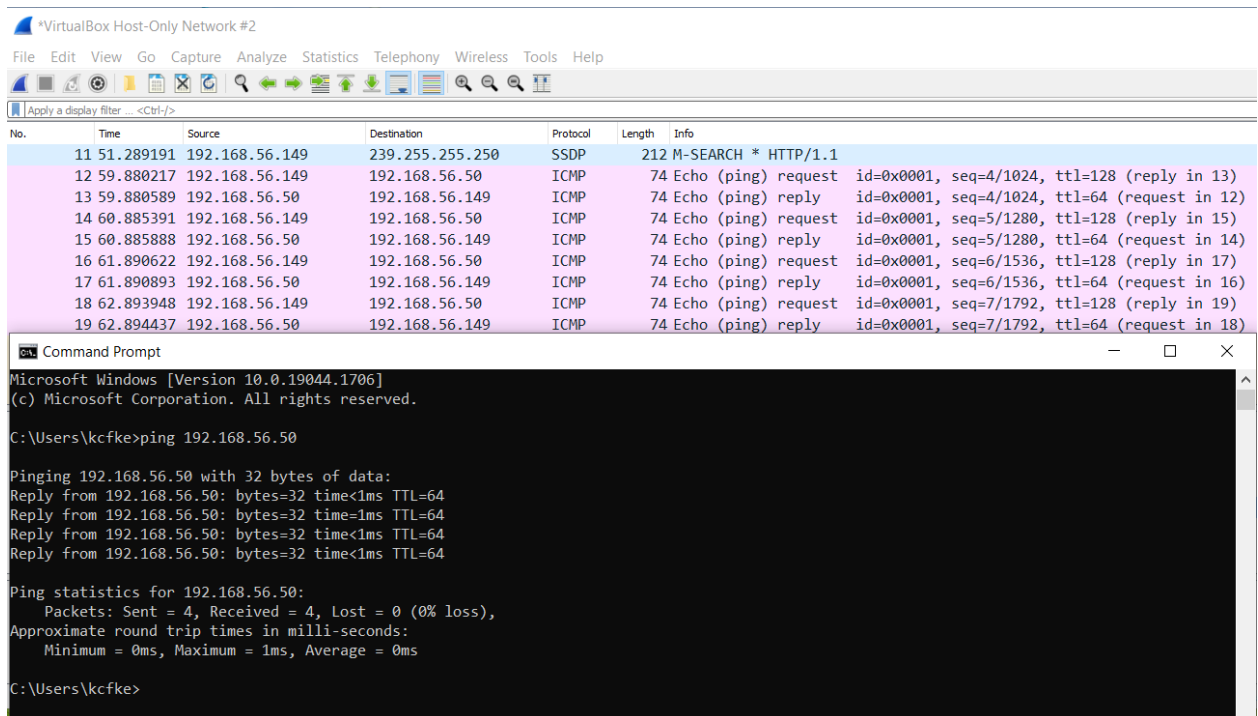 *VirtualBox Host-Only Network #2
File Edit View Go Capture Analyze Statistics Telephony Wireless Tools Help
Apply a display filter ... <Ctrl-/>
No. Time Source Destination Protocol Length Info
11 51.289191 192.168.56.149 239.255.255.250 SSDP 212 M-SEARCH * HTTP/1.1
12 59.880217 192.168.56.149 192.168.56.50 ICMP 74 Echo (ping) request id=0x0001, seq=4/1024, ttl=128 (reply in 13)
13 59.880589 192.168.56.50 192.168.56.149 ICMP 74 Echo (ping) reply id=0x0001, seq=4/1024, ttl=64 (request in 12)
14 60.885391 192.168.56.149 192.168.56.50 ICMP 74 Echo (ping) request id=0x0001, seq=5/1280, ttl=128 (reply in 15)
15 60.885888 192.168.56.50 192.168.56.149 ICMP 74 Echo (ping) reply id=0x0001, seq=5/1280, ttl=64 (request in 14)
16 61.890622 192.168.56.149 192.168.56.50 ICMP 74 Echo (ping) request id=0x0001, seq=6/1536, ttl=128 (reply in 17)
17 61.890893 192.168.56.50 192.168.56.149 ICMP 74 Echo (ping) reply id=0x0001, seq=6/1536, ttl=64 (request in 16)
18 62.893948 192.168.56.149 192.168.56.50 ICMP 74 Echo (ping) request id=0x0001, seq=7/1792, ttl=128 (reply in 19)
19 62.894437 192.168.56.50 192.168.56.149 ICMP 74 Echo (ping) reply id=0x0001, seq=7/1792, ttl=64 (request in 18)
Command Prompt
Microsoft Windows [Version 10.0.19044.1706]
(c) Microsoft Corporation. All rights reserved.
C:\Users\kcfke>ping 192.168.56.50
Pinging 192.168.56.50 with 32 bytes of data:
Reply from 192.168.56.50: bytes=32 time<1ms TTL=64
Reply from 192.168.56.50: bytes=32 time=1ms TTL=64
Reply from 192.168.56.50: bytes=32 time<1ms TTL=64
Reply from 192.168.56.50: bytes=32 time<1ms TTL=64
Ping statistics for 192.168.56.50:
Packets: Sent = 4, Received = 4, Lost = 0 (0% loss),
Approximate round trip times in milli-seconds:
Minimum = 0ms, Maximum = 1ms, Average = 0ms
C:\Users\kcfke>